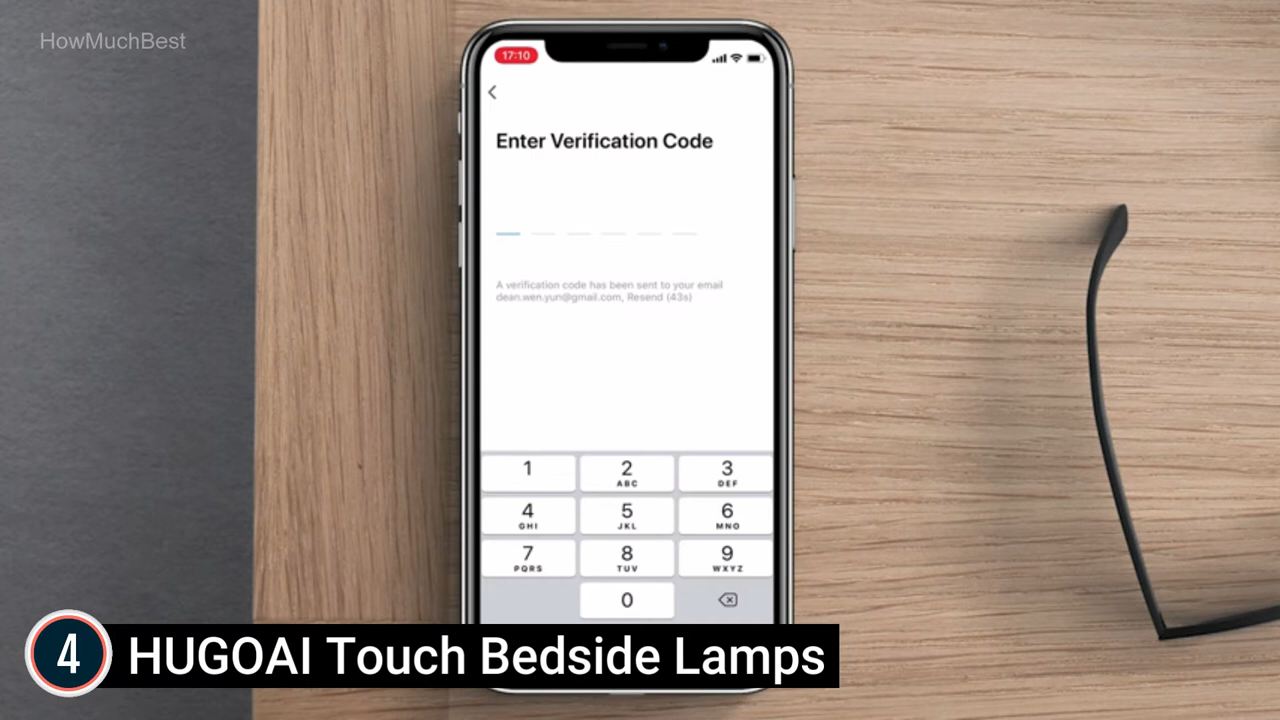 HowMuchBest
17:10
Enter Verification Code
A verification code has been sent to your email
dean.wen.yun@gmail.com, Resend (43s)
1 2 3
ABC DEF
4 5 6
GHI JKL MNO
7 8 9
PQRS TUV WXYZ
0
4 HUGOAI Touch Bedside Lamps